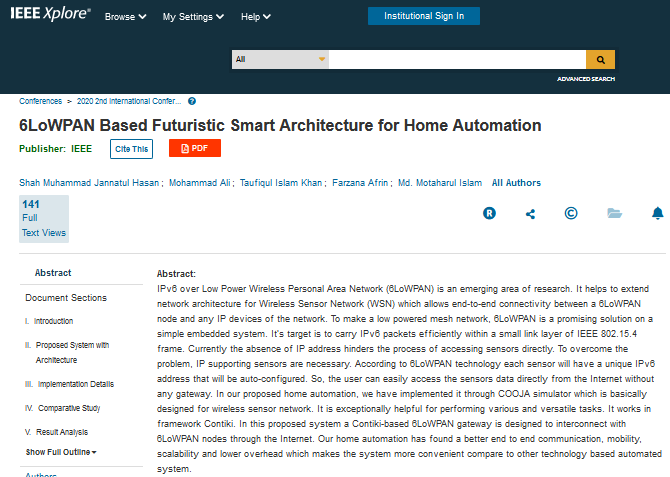 IEEE Xplore®
Browse My Settings Help Institutional Sign In
All
ADVANCED SEARCH
Conferences > 2020 2nd International Confer...
6LoWPAN Based Futuristic Smart Architecture for Home Automation
Publisher: IEEE Cite This PDF
Shah Muhammad Jannatul Hasan ; Mohammad Ali ; Taufiqul Islam Khan ; Farzana Afrin ; Md. Motaharul Islam All Authors
141
Full
Text Views
Abstract
Document Sections
I. Introduction
II. Proposed System with
Architecture
III. Implementation Details
IV. Comparative Study
V. Result Analysis
Show Full Outline
Authors
Abstract:
IPv6 over Low Power Wireless Personal Area Network (6LoWPAN) is an emerging area of research. It helps to extend
network architecture for Wireless Sensor Network (WSN) which allows end-to-end connectivity between a 6LoWPAN
node and any IP devices of the network. To make a low powered mesh network, 6LoWPAN is a promising solution on a
simple embedded system. It's target is to carry IPv6 packets efficiently within a small link layer of IEEE 802.15.4
frame. Currently the absence of IP address hinders the process of accessing sensors directly. To overcome the
problem, IP supporting sensors are necessary. According to 6LoWPAN technology each sensor will have a unique IPv6
address that will be auto-configured. So, the user can easily access the sensors data directly from the Internet without
any gateway. In our proposed home automation, we have implemented it through COOJA simulator which is basically
designed for wireless sensor network. It is exceptionally helpful for performing various and versatile tasks. It works in
framework Contiki. In this proposed system a Contiki-based 6LoWPAN gateway is designed to interconnect with
6LoWPAN nodes through the Internet. Our home automation has found a better end to end communication, mobility,
scalability and lower overhead which makes the system more convenient compare to other technology based automated
system.